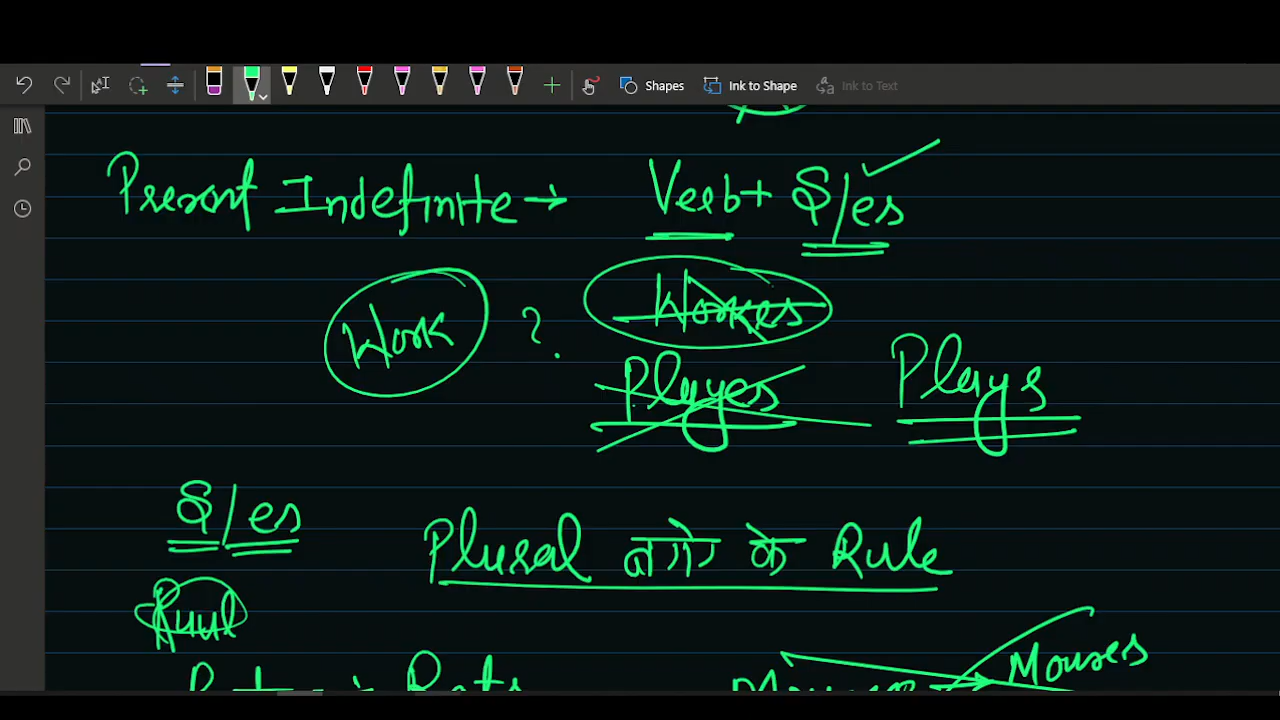 Shapes Ink to Shape Ink to Text
Present Indefinite → Verb + S/es
Work ? Workes
Playes Plays
S/es Plural बनाने के Rule
Rule
Rats
Mouses